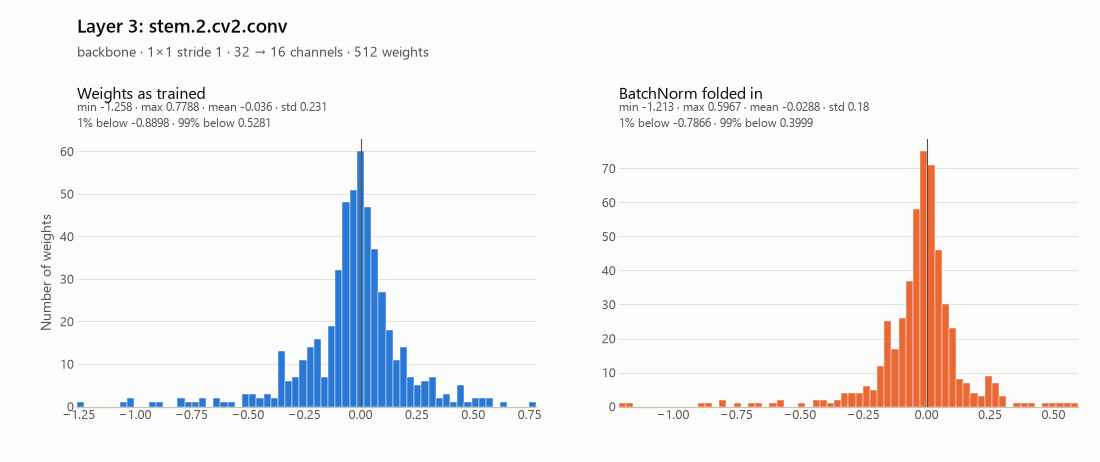 Layer 3: stem.2.cv2.conv
backbone · 1×1 stride 1 · 32 → 16 channels · 512 weights
Weights as trained
min -1.258 · max 0.7788 · mean -0.036 · std 0.231
1% below -0.8898 · 99% below 0.5281
Number of weights
60
50
40
30
20
10
0
−1.25 −1.00 −0.75 −0.50 −0.25 0.00 0.25 0.50 0.75
BatchNorm folded in
min -1.213 · max 0.5967 · mean -0.0288 · std 0.18
1% below -0.7866 · 99% below 0.3999
70
60
50
40
30
20
10
0
−1.00 −0.75 −0.50 −0.25 0.00 0.25 0.50